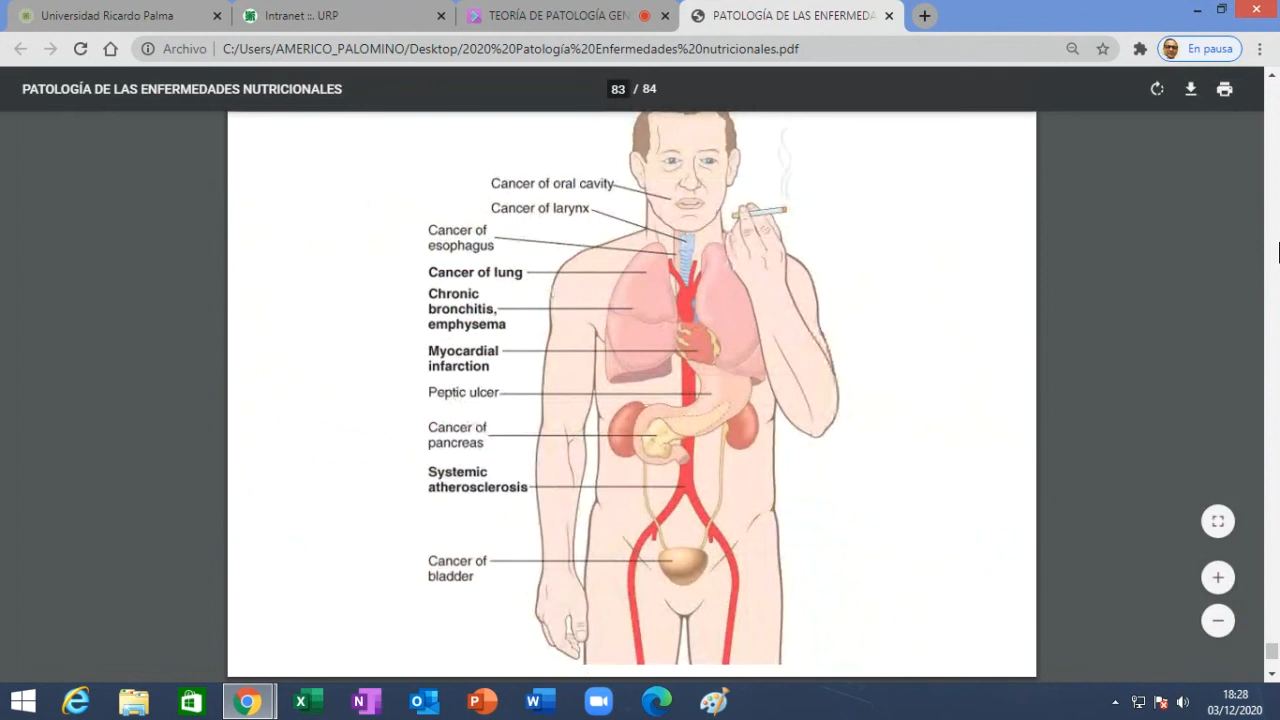 Universidad Ricardo Palma
Intranet ::. URP
TEORÍA DE PATOLOGÍA GEN
PATOLOGÍA DE LAS ENFERMEDA
Archivo
C:/Users/AMERICO_PALOMINO/Desktop/2020%20Patología%20Enfermedades%20nutricionales.pdf
En pausa
PATOLOGÍA DE LAS ENFERMEDADES NUTRICIONALES
83 / 84
Cancer of oral cavity
Cancer of larynx
Cancer of
esophagus
Cancer of lung
Chronic
bronchitis,
emphysema
Myocardial
infarction
Peptic ulcer
Cancer of
pancreas
Systemic
atherosclerosis
Cancer of
bladder
18:28
03/12/2020